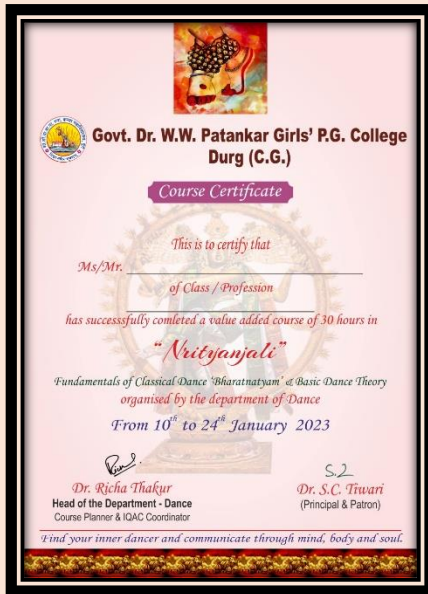 Govt. Dr. W.W. Patankar Girls' P.G. College
Durg (C.G.)
Course Certificate
This is to certify that
Ms/Mr.
of Class / Profession
has successsfully comleted a value added course of 30 hours in
"Nrityanjali"
Fundamentals of Classical Dance 'Bharatnatyam' & Basic Dance Theory
organised by the department of Dance
From 10th to 24th January 2023
Dr. Richa Thakur
Head of the Department - Dance
Course Planner & IQAC Coordinator
Dr. S.C. Tiwari
(Principal & Patron)
Find your inner dancer and communicate through mind, body and soul.